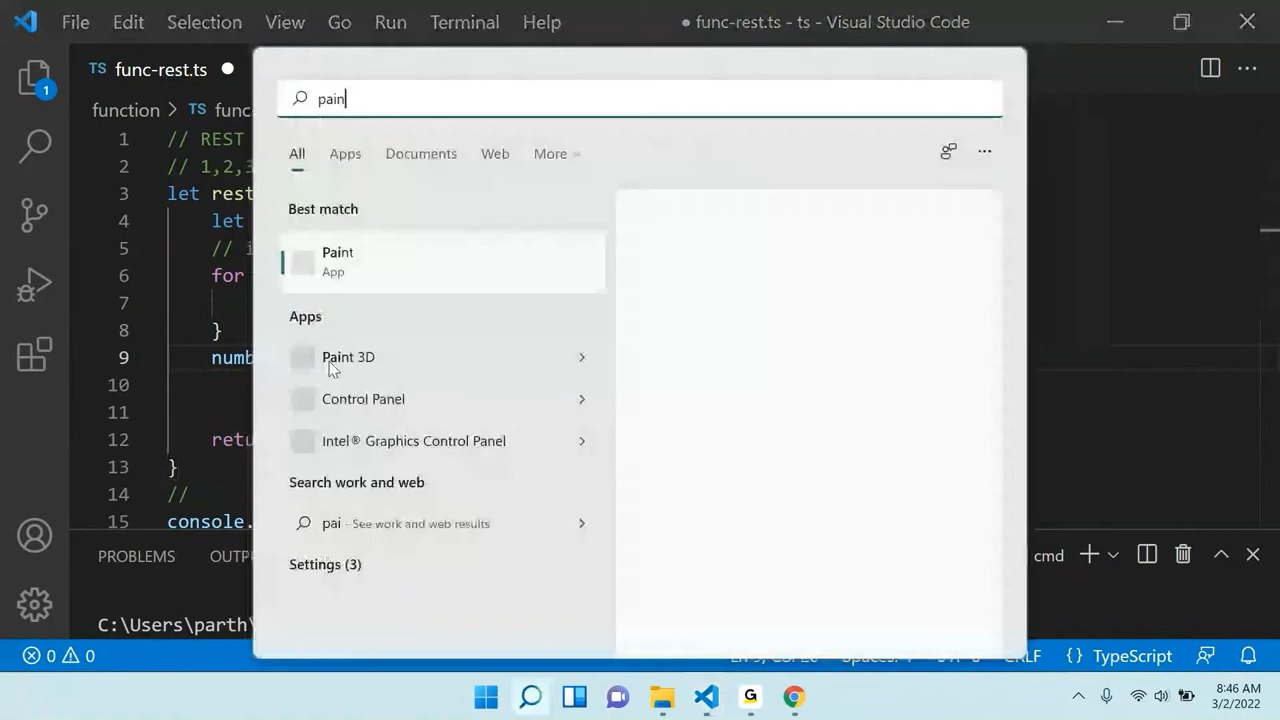 File Edit Selection View Go Run Terminal Help
● func-rest.ts - ts - Visual Studio Code
TS func-rest.ts ●
function > TS func
1 // REST
2 // 1,2,3
3 let rest
4 let
5 // i
6 for
7
8 }
9 numb
10
11
12 retu
13 }
14 //
15 console.
pain
All Apps Documents Web More
Best match
Paint
App
Apps
Paint 3D
Control Panel
Intel® Graphics Control Panel
Search work and web
pai - See work and web results
Settings (3)
1
PROBLEMS OUTPU
cmd
C:\Users\parth\
0 0
CRLF {} TypeScript
G
8:46 AM
3/2/2022